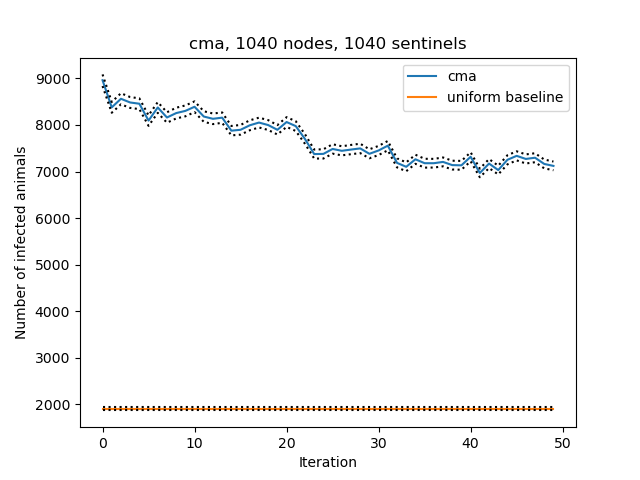 cma, 1040 nodes, 1040 sentinels
cma
uniform baseline
Number of infected animals
9000
8000
7000
6000
5000
4000
3000
2000
0 10 20 30 40 50
Iteration